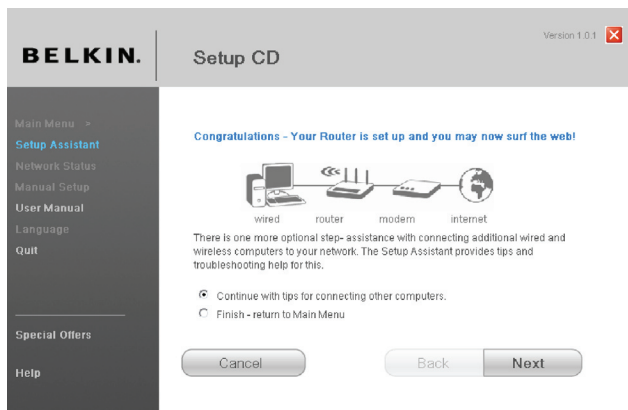 Version 1.0.1
BELKIN.
Setup CD
Main Menu >
Setup Assistant
Network Status
Manual Setup
User Manual
Language
Quit
Special Offers
Help
Congratulations - Your Router is set up and you may now surf the web!
wired router modem internet
There is one more optional step- assistance with connecting additional wired and
wireless computers to your network. The Setup Assistant provides tips and
troubleshooting help for this.
Continue with tips for connecting other computers.
Finish - return to Main Menu
Cancel Back Next